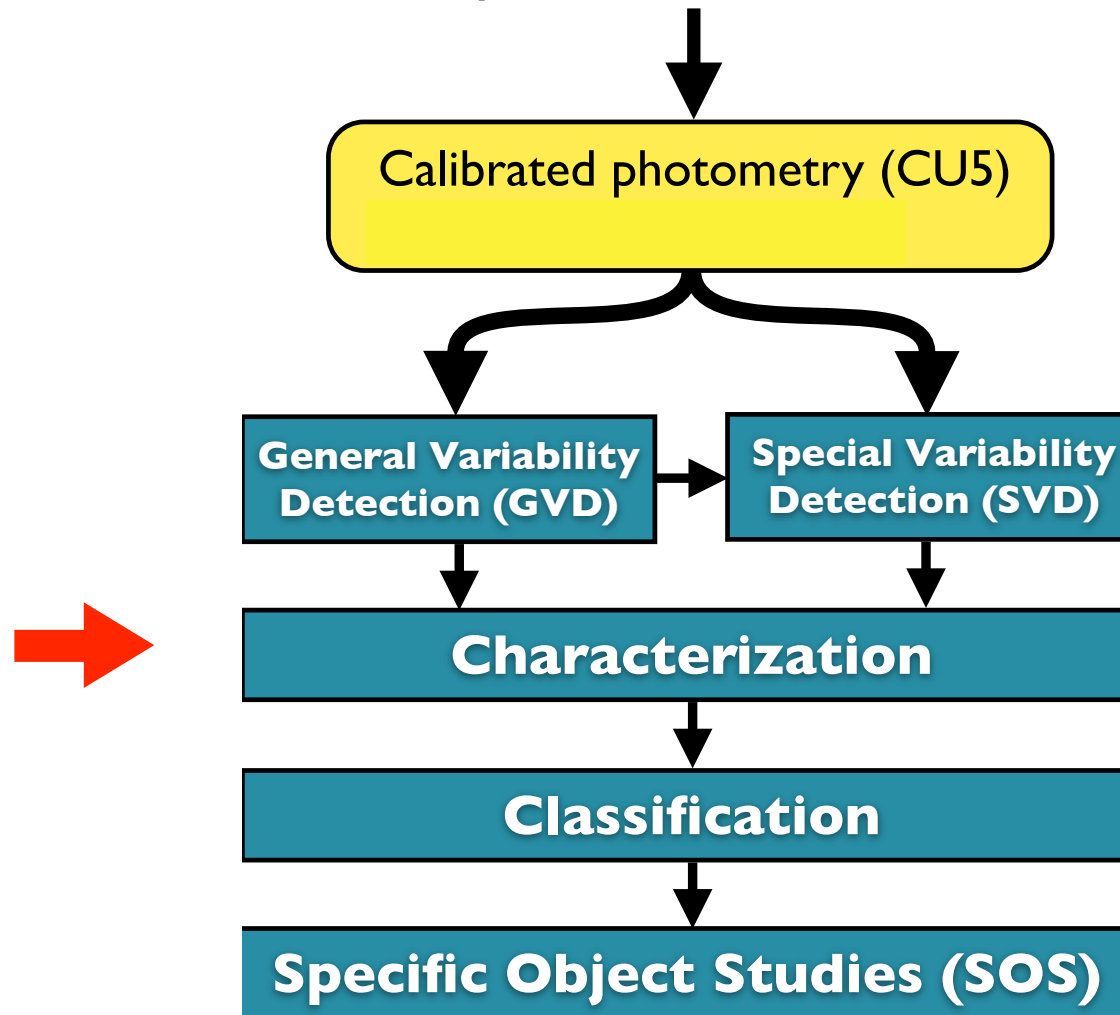 Calibrated photometry (CU5)
General Variability
Detection (GVD)
Special Variability
Detection (SVD)
Characterization
Classification
Specific Object Studies (SOS)